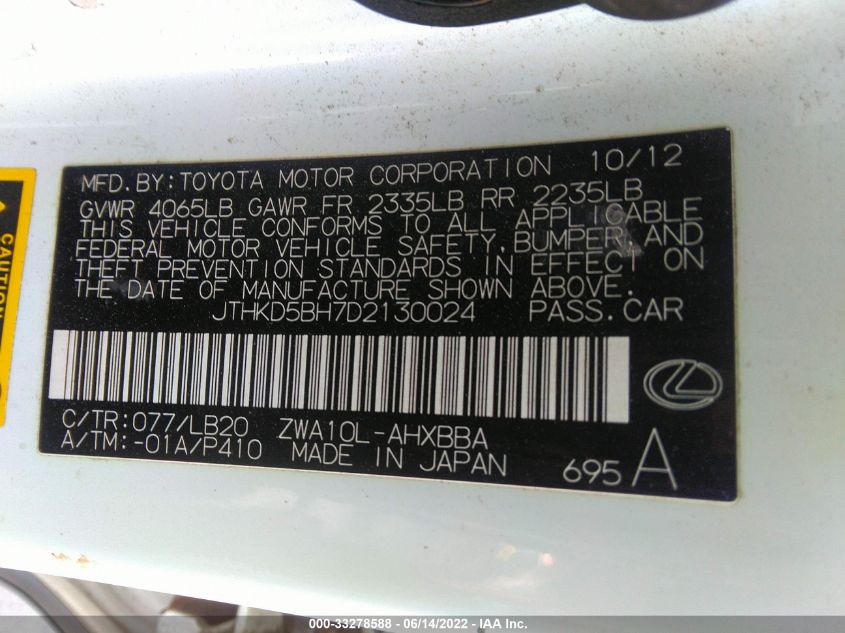 MFD.BY:TOYOTA MOTOR CORPORATION 10/12
GVWR 4065LB GAWR FR 2335LB RR 2235LB
THIS VEHICLE CONFORMS TO ALL APPLICABLE
FEDERAL MOTOR VEHICLE SAFETY, BUMPER, AND
THEFT PREVENTION STANDARDS IN EFFECT ON
THE DATE OF MANUFACTURE SHOWN ABOVE.
JTHKD5BH7D2130024 PASS.CAR
C/TR:077/LB20 ZWA10L-AHXBBA
A/TM:-01A/P410 MADE IN JAPAN 695 A
CAUTION
000-33278588 - 06/14/2022 - IAA Inc.